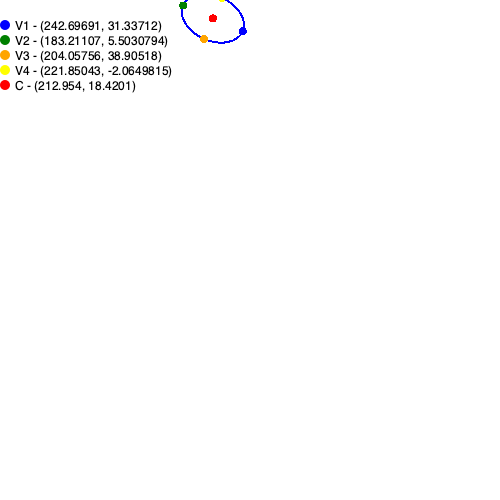 V1 - (242.69691, 31.33712)
V2 - (183.21107, 5.5030794)
V3 - (204.05756, 38.90518)
V4 - (221.85043, -2.0649815)
C - (212.954, 18.4201)